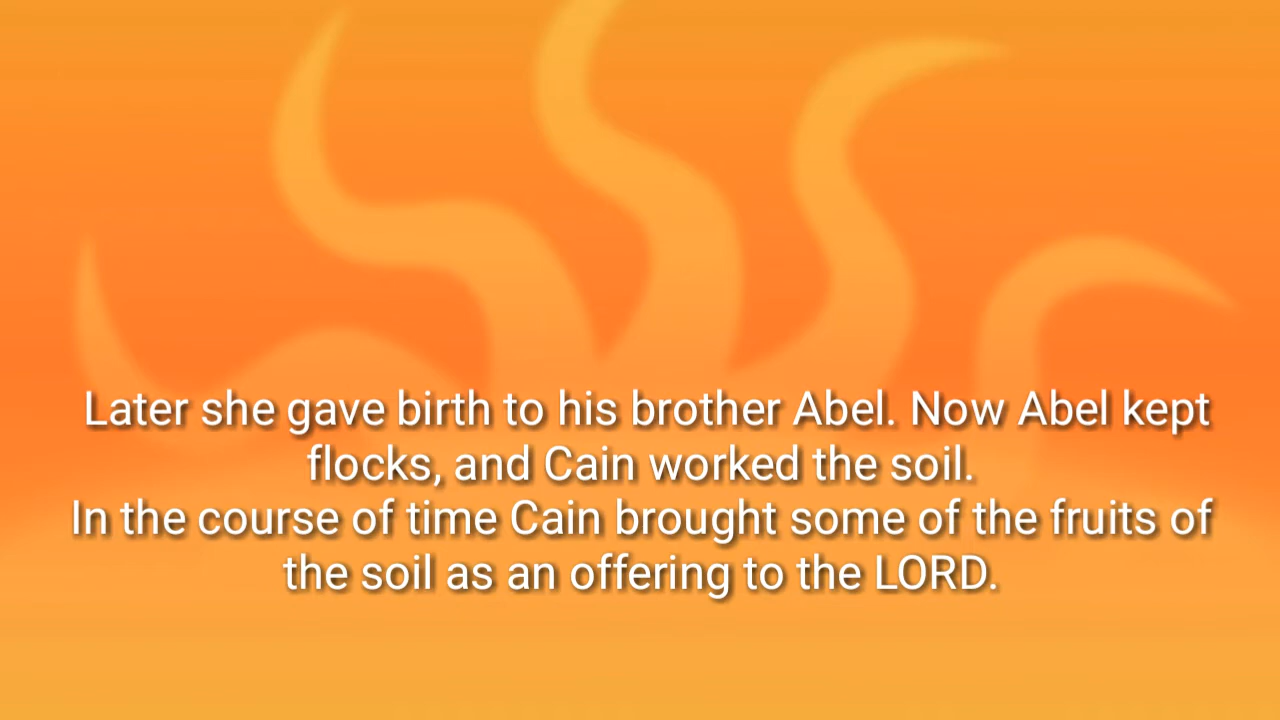 Later she gave birth to his brother Abel. Now Abel kept
flocks, and Cain worked the soil.
In the course of time Cain brought some of the fruits of
the soil as an offering to the LORD.